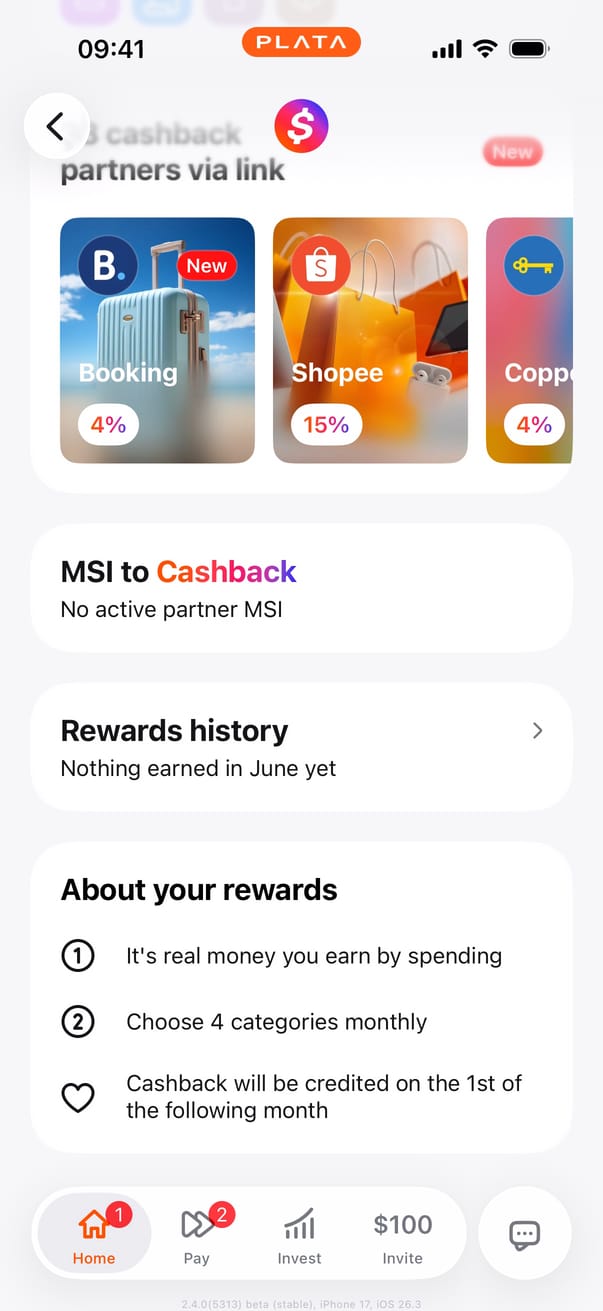 09:41
PLATA
cashback
partners via link
New
B.
New
Booking
4%
S
Shopee
15%
4%
MSI to Cashback
No active partner MSI
Rewards history
Nothing earned in June yet
About your rewards
1 It's real money you earn by spending
2 Choose 4 categories monthly
Cashback will be credited on the 1st of
the following month
1
Home
2
Pay
Invest
$100
Invite
2.4.0(5313) beta (stable), iPhone 17, iOS 26.3